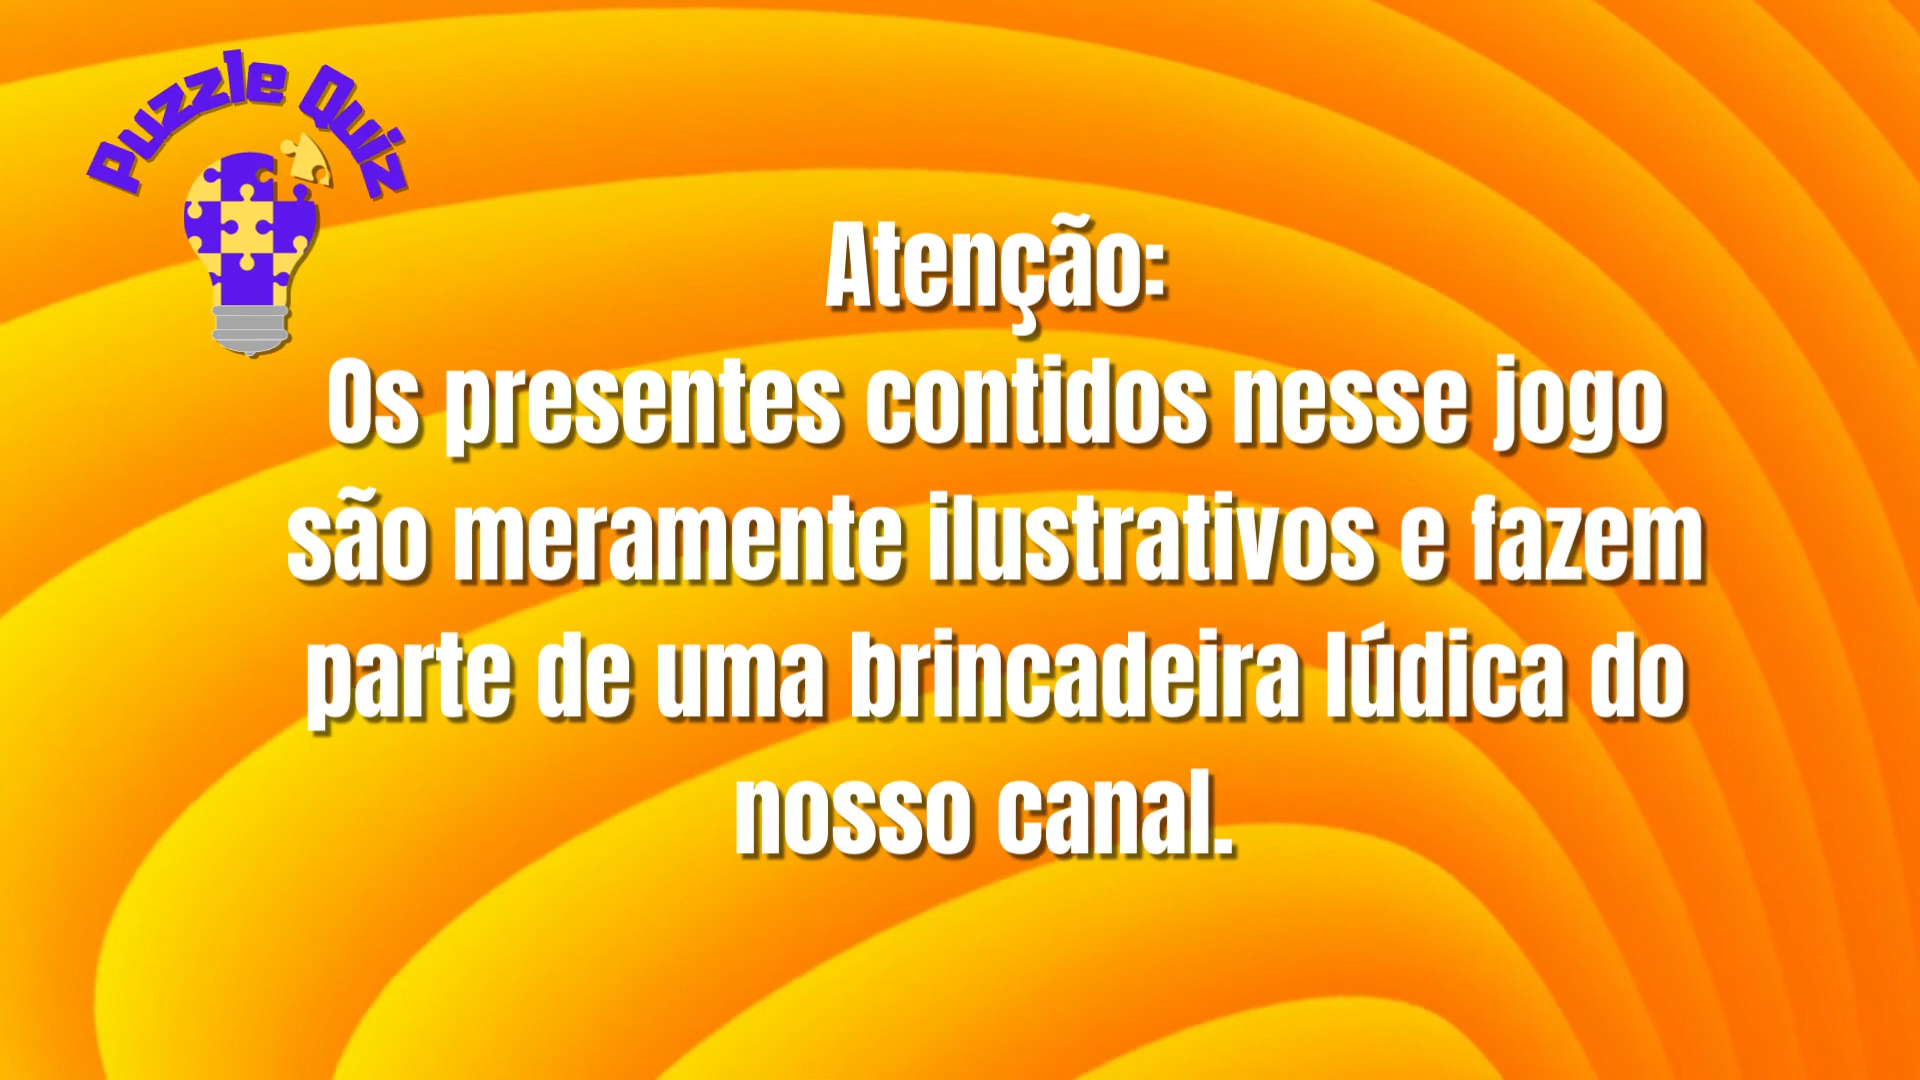 Puzzle Quiz
Atenção:
Os presentes contidos nesse jogo
são meramente ilustrativos e fazem
parte de uma brincadeira lúdica do
nosso canal.